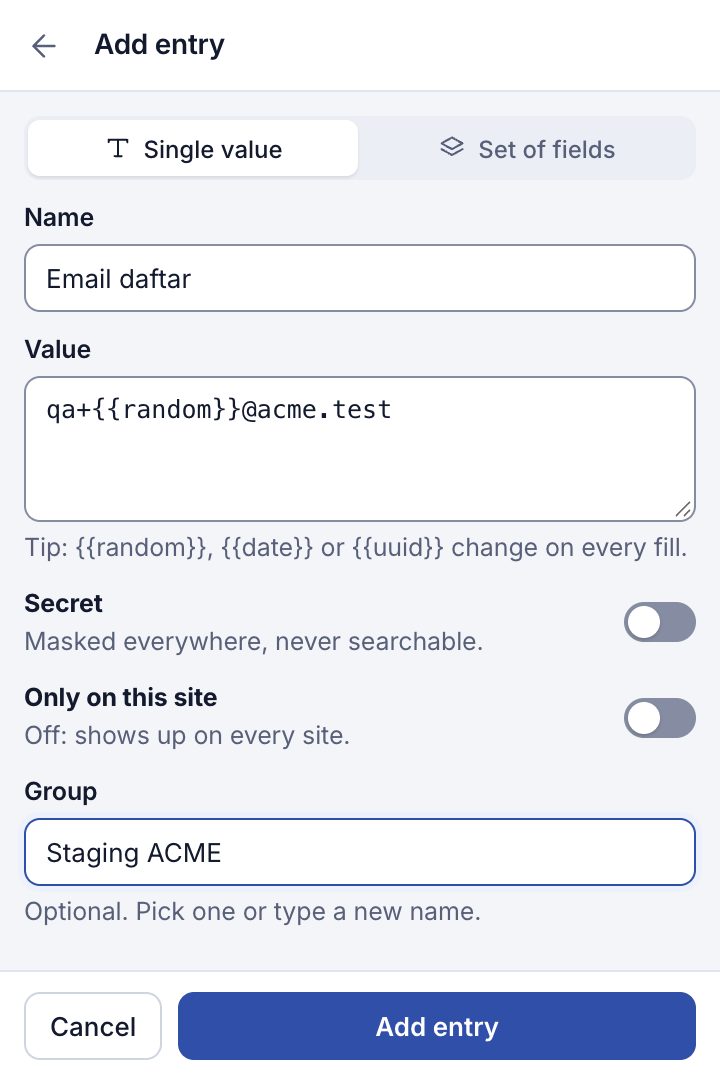 Add entry
Single value
Set of fields
Name
Email daftar
Value
qa+{{random}}@acme.test
Tip: {{random}}, {{date}} or {{uuid}} change on every fill.
Secret
Masked everywhere, never searchable.
Only on this site
Off: shows up on every site.
Group
Staging ACME
Optional. Pick one or type a new name.
Cancel
Add entry